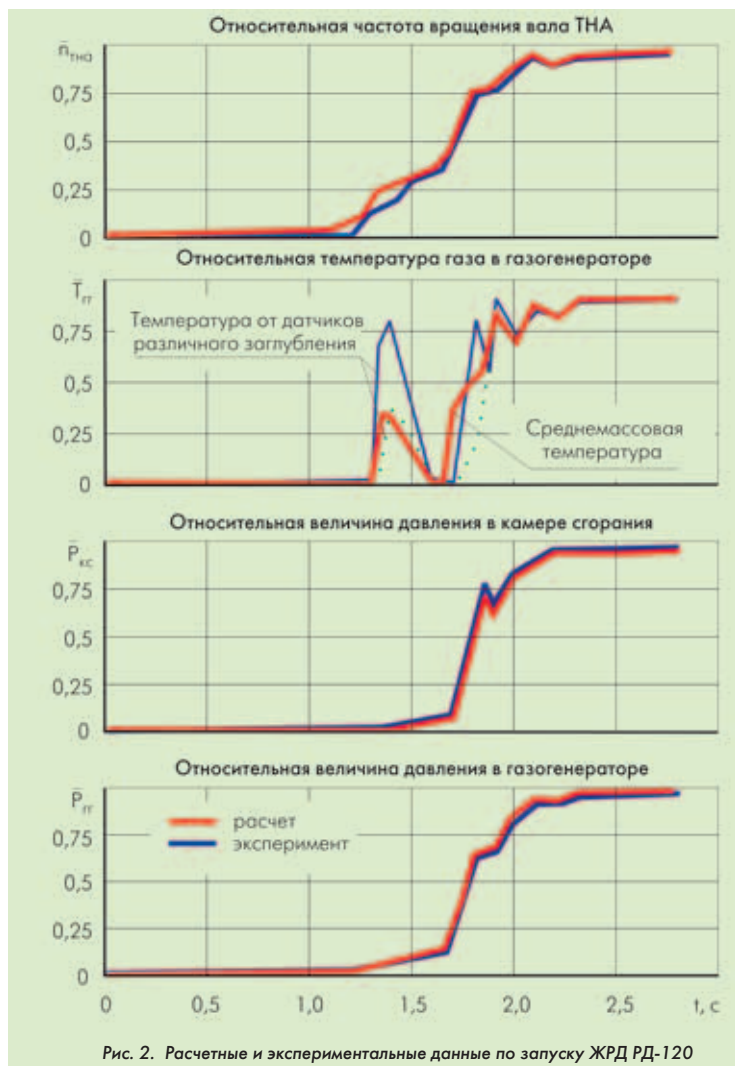 Относительная частота вращения вала ТНА
n̄тна
0,75
0,5
0,25
0
Относительная температура газа в газогенераторе
T̄гг
0,75
0,5
0,25
0
Температура от датчиков
различного заглубления
Среднемассовая
температура
Относительная величина давления в камере сгорания
P̄кс
0,75
0,5
0,25
0
Относительная величина давления в газогенераторе
P̄гг
0,75
0,5
0,25
0
расчет
эксперимент
0 0,5 1,0 1,5 2,0 2,5 t, с
Рис. 2. Расчетные и экспериментальные данные по запуску ЖРД РД-120